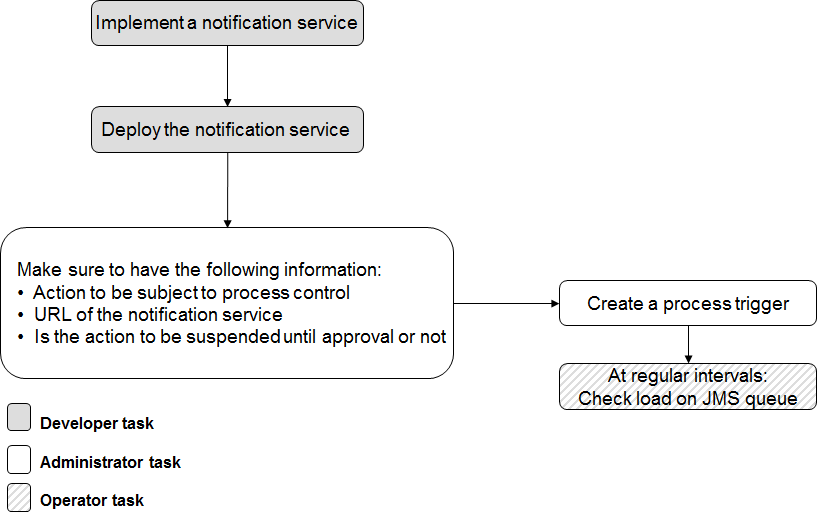 Implement a notification service
Deploy the notification service
Make sure to have the following information:
• Action to be subject to process control
• URL of the notification service
• Is the action to be suspended until approval or not
Create a process trigger
At regular intervals:
Check load on JMS queue
Developer task
Administrator task
Operator task